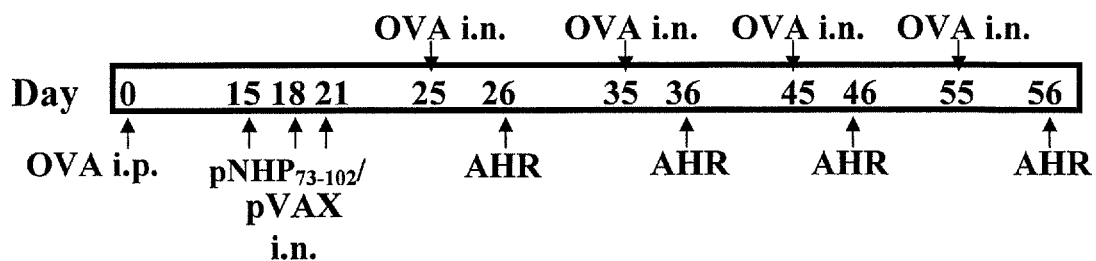 OVA i.n. OVA i.n. OVA i.n. OVA i.n.
Day 0 15 18 21 25 26 35 36 45 46 55 56
OVA i.p. pNHP73-102/ AHR AHR AHR AHR
pVAX
i.n.